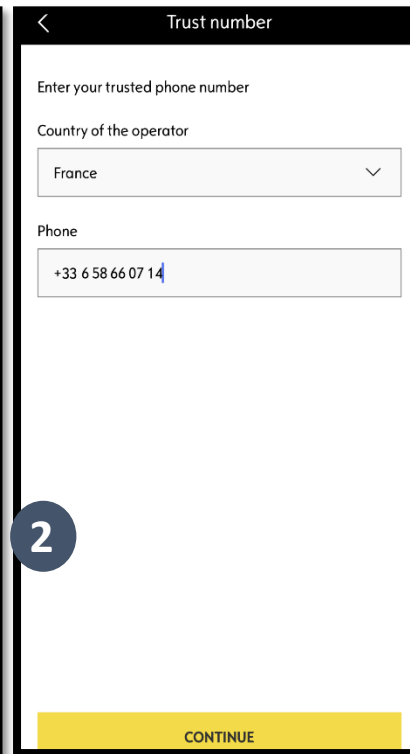 Trust number
Enter your trusted phone number
Country of the operator
France
Phone
+33 6 58 66 07 14
2
CONTINUE